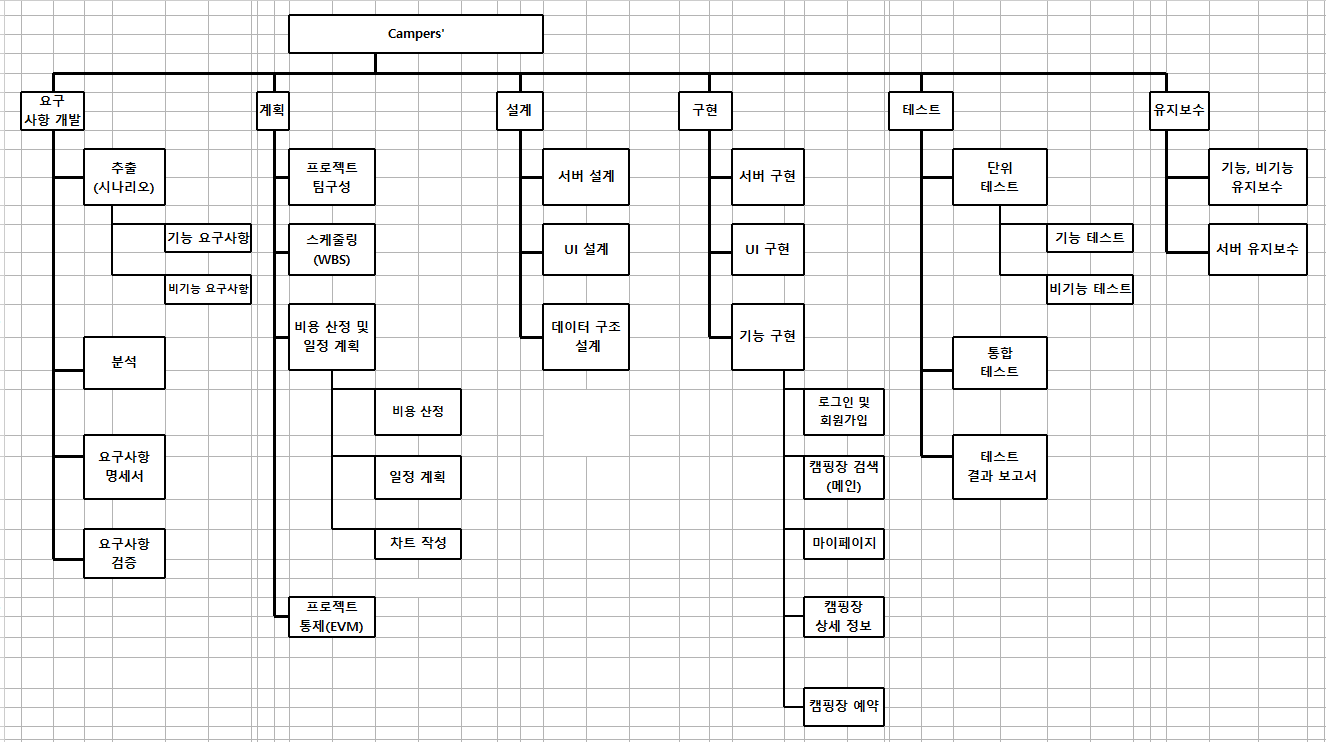 Campers'
요구
사항 개발
계획
설계
구현
테스트
유지보수
추출
(시나리오)
기능 요구사항
비기능 요구사항
분석
요구사항
명세서
요구사항
검증
프로젝트
팀구성
스케줄링
(WBS)
비용 산정 및
일정 계획
비용 산정
일정 계획
차트 작성
프로젝트
통제(EVM)
서버 설계
UI 설계
데이터 구조
설계
서버 구현
UI 구현
기능 구현
로그인 및
회원가입
캠핑장 검색
(메인)
마이페이지
캠핑장
상세 정보
캠핑장 예약
단위
테스트
기능 테스트
비기능 테스트
통합
테스트
테스트
결과 보고서
기능, 비기능
유지보수
서버 유지보수